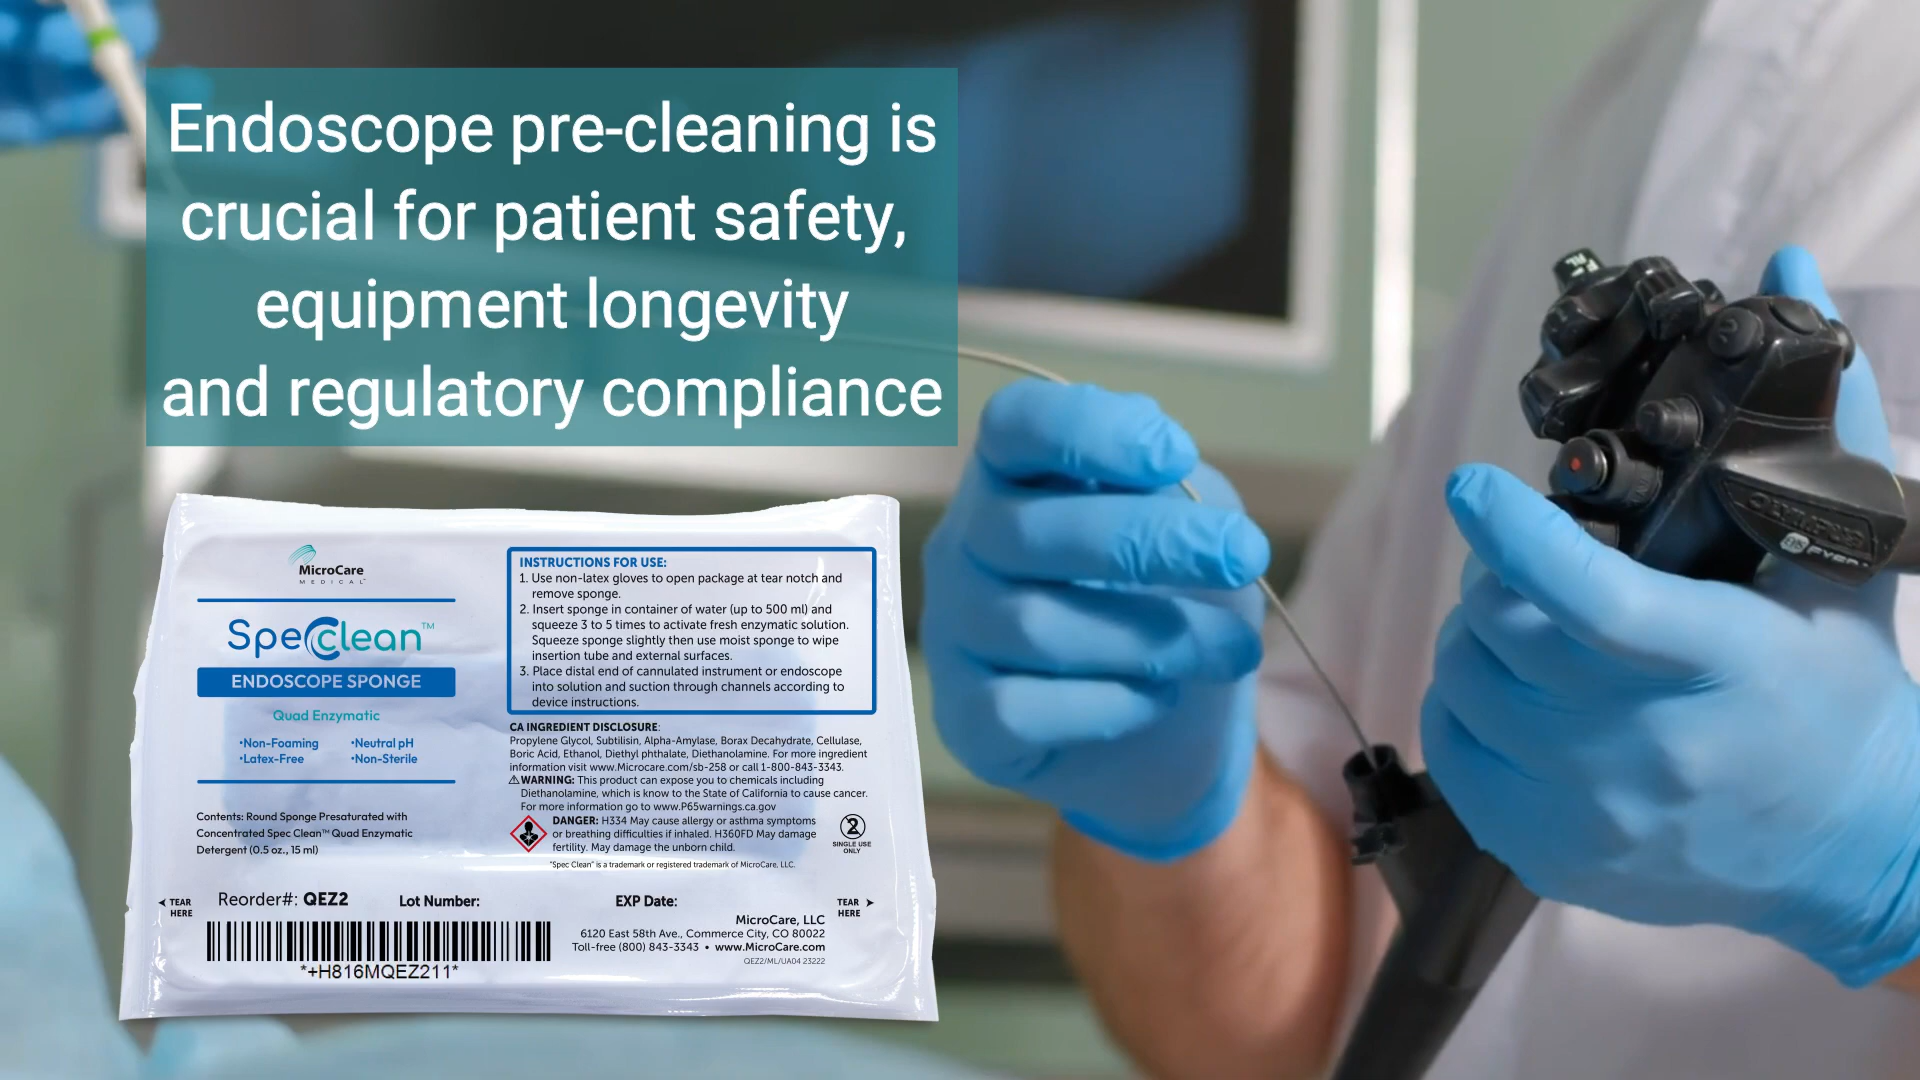 Endoscope pre-cleaning is
crucial for patient safety,
equipment longevity
and regulatory compliance
MicroCare
MEDICAL™
Spec Clean™
ENDOSCOPE SPONGE
Quad Enzymatic
•Non-Foaming •Neutral pH
•Latex-Free •Non-Sterile
Contents: Round Sponge Presaturated with
Concentrated Spec Clean™ Quad Enzymatic
Detergent (0.5 oz., 15 ml)
INSTRUCTIONS FOR USE:
1. Use non-latex gloves to open package at tear notch and
remove sponge.
2. Insert sponge in container of water (up to 500 ml) and
squeeze 3 to 5 times to activate fresh enzymatic solution.
Squeeze sponge slightly then use moist sponge to wipe
insertion tube and external surfaces.
3. Place distal end of cannulated instrument or endoscope
into solution and suction through channels according to
device instructions.
CA INGREDIENT DISCLOSURE:
Propylene Glycol, Subtilisin, Alpha-Amylase, Borax Decahydrate, Cellulase,
Boric Acid, Ethanol, Diethyl phthalate, Diethanolamine. For more ingredient
information visit www.Microcare.com/sb-258 or call 1-800-843-3343.
⚠WARNING: This product can expose you to chemicals including
Diethanolamine, which is know to the State of California to cause cancer.
For more information go to www.P65warnings.ca.gov
DANGER: H334 May cause allergy or asthma symptoms
or breathing difficulties if inhaled. H360FD May damage
fertility. May damage the unborn child.
2
SINGLE USE
ONLY
"Spec Clean" is a trademark or registered trademark of MicroCare, LLC.
TEAR
HERE
Reorder#: QEZ2
Lot Number:
EXP Date:
TEAR
HERE
*+H816MQEZ211*
MicroCare, LLC
6120 East 58th Ave., Commerce City, CO 80022
Toll-free (800) 843-3343 • www.MicroCare.com
QEZ2/ML/UA04 23222
OLYMPUS